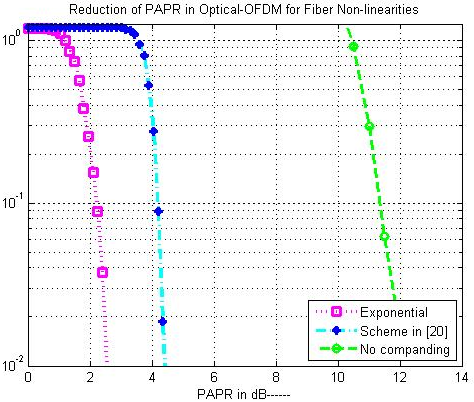 Reduction of PAPR in Optical-OFDM for Fiber Non-linearities
10^0
10^-1
10^-2
0 2 4 6 8 10 12 14
PAPR in dB------
Exponential
Scheme in [20]
No companding